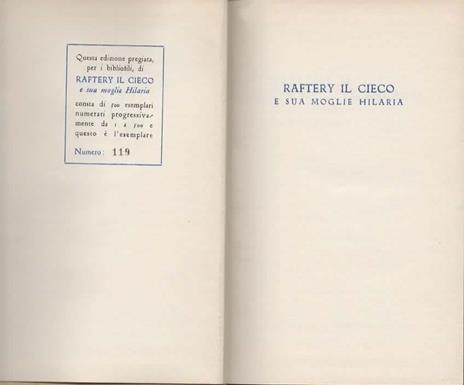 Questa edizione pregiata,
per i bibliofili, di
RAFTERY IL CIECO
e sua moglie Hilaria
consta di 500 esemplari
numerati progressiva-
mente da 1 a 500 e
questo è l'esemplare
Numero: 119
RAFTERY IL CIECO
E SUA MOGLIE HILARIA